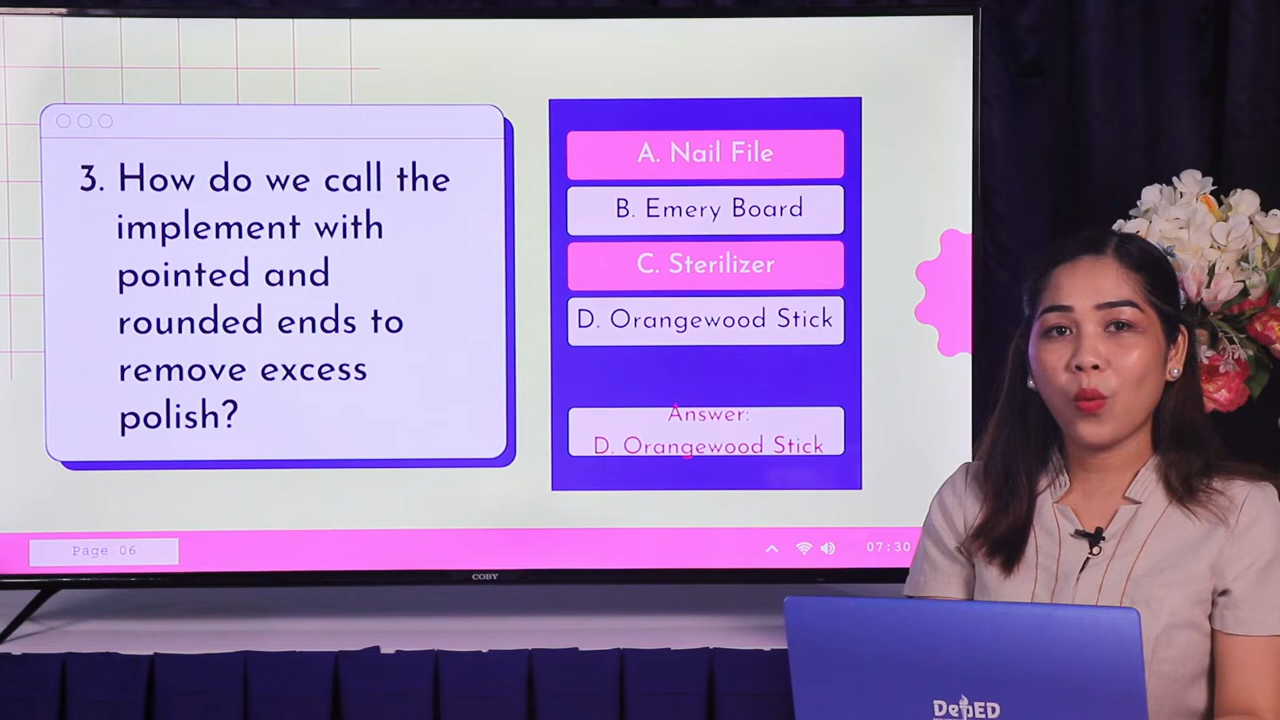 3. How do we call the
implement with
pointed and
rounded ends to
remove excess
polish?
A. Nail File
B. Emery Board
C. Sterilizer
D. Orangewood Stick
Answer:
D. Orangewood Stick
Page 06
07:30
COBY
DepED